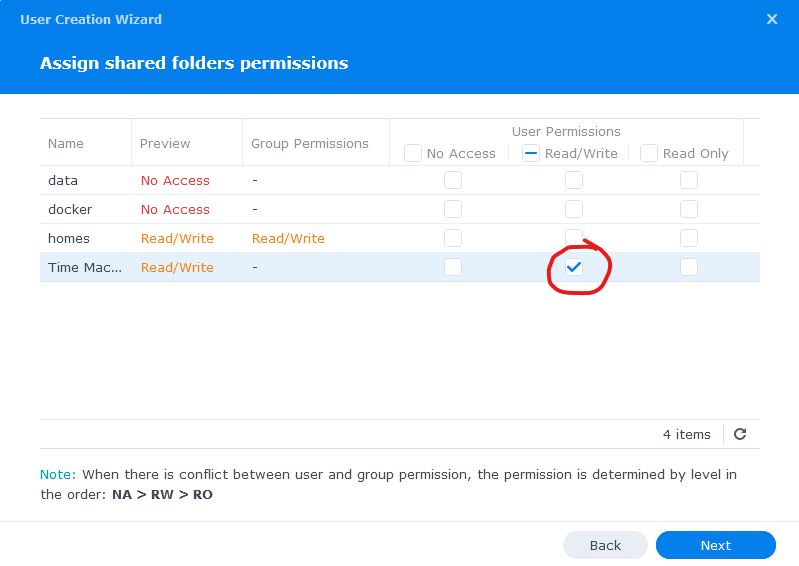 User Creation Wizard
Assign shared folders permissions
User Permissions
Name Preview Group Permissions No Access Read/Write Read Only
data No Access -
docker No Access -
homes Read/Write Read/Write
Time Mac... Read/Write -
4 items
Note: When there is conflict between user and group permission, the permission is determined by level in
the order: NA > RW > RO
Back Next